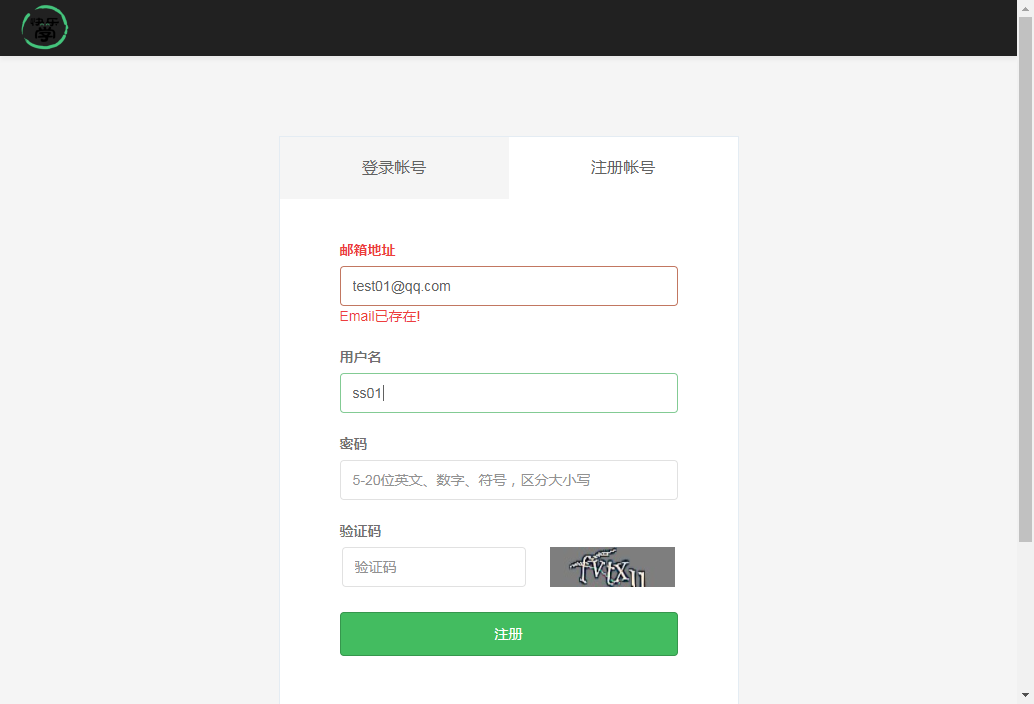 快乐
學
登录帐号
注册帐号
邮箱地址
test01@qq.com
Email已存在!
用户名
ss01
密码
5-20位英文、数字、符号，区分大小写
验证码
验证码
注册